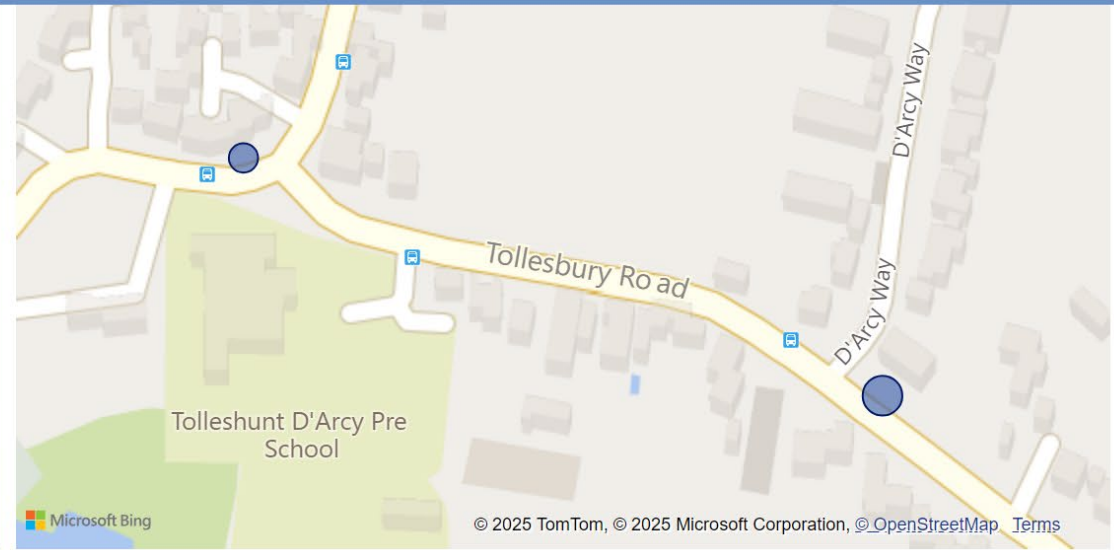 D'Arcy Way
Tollesbury Road
D'Arcy Way
Tolleshunt D'Arcy Pre
School
Microsoft Bing
© 2025 TomTom, © 2025 Microsoft Corporation, © OpenStreetMap Terms